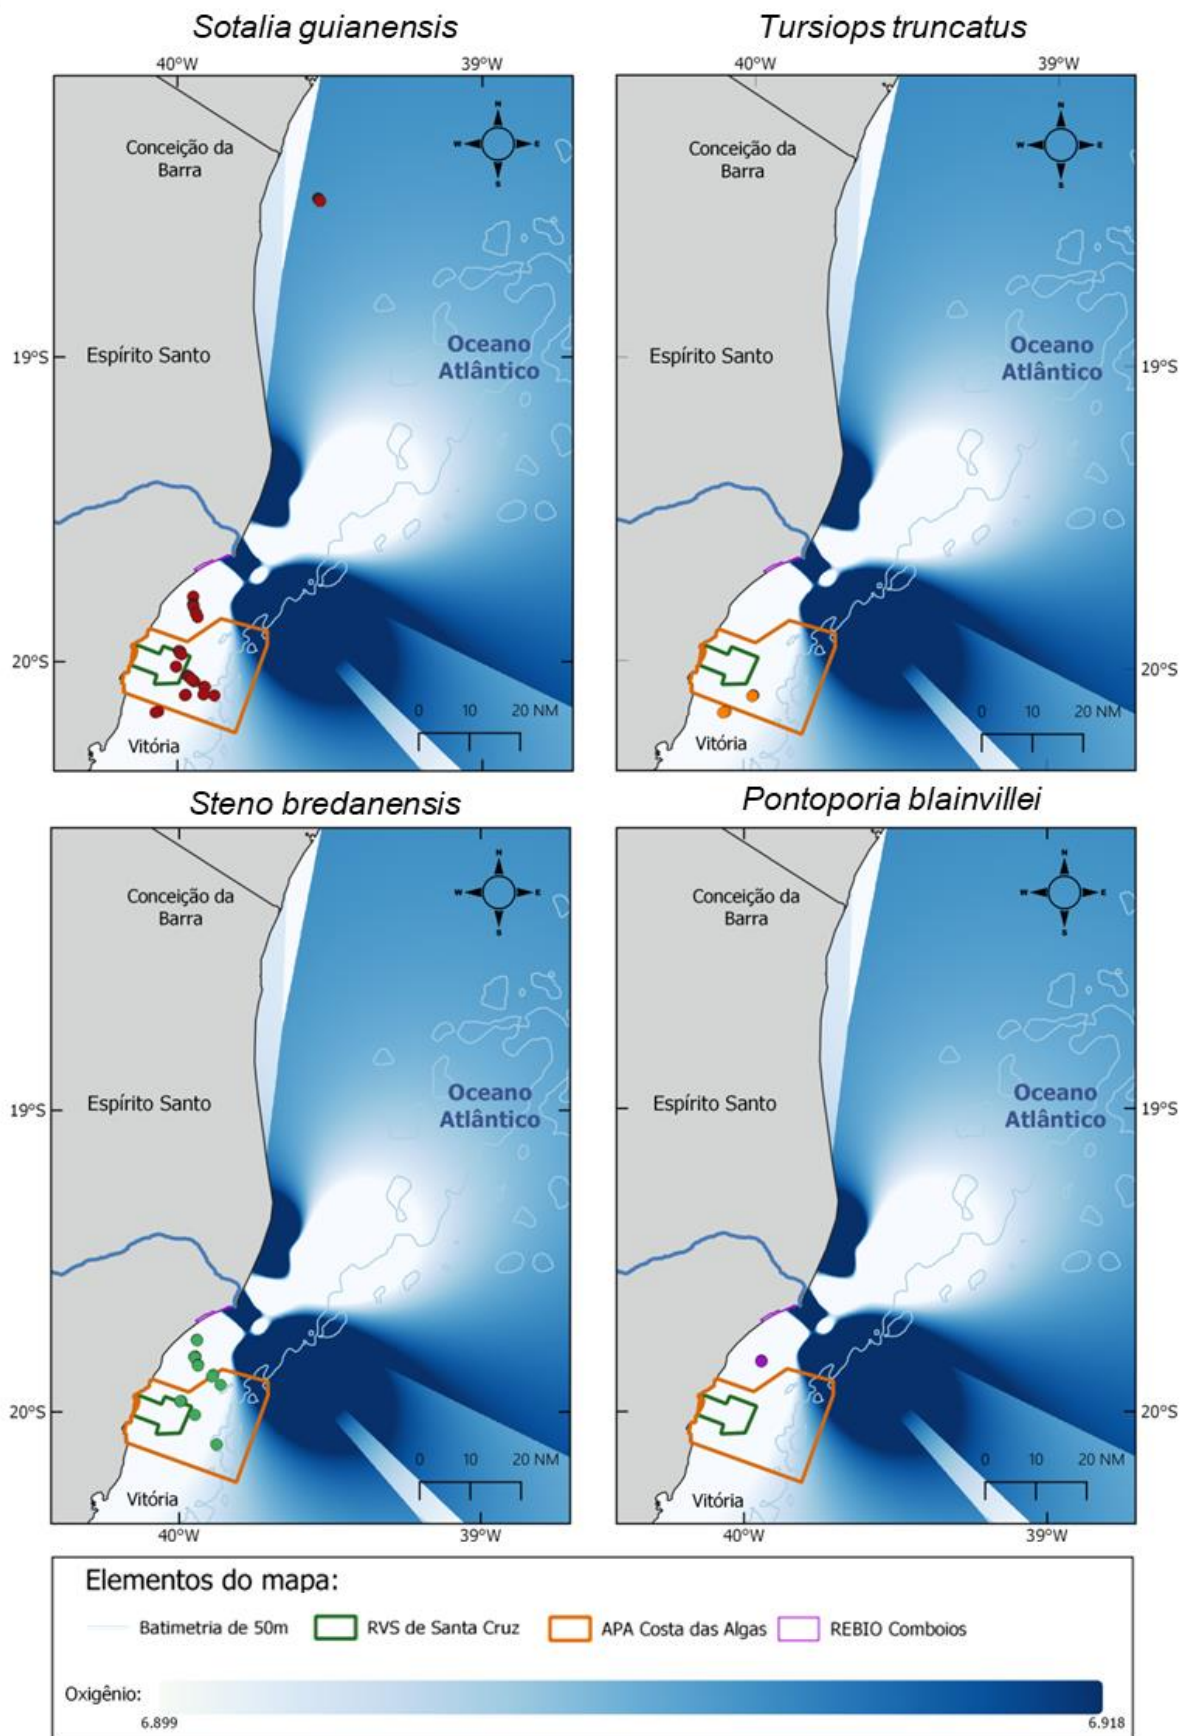 Sotalia guianensis
Tursiops truncatus
40°W
39°W
40°W
39°W
N
W
E
S
Conceição da
Barra
N
W
E
S
Conceição da
Barra
19°S
Espírito Santo
Oceano
Atlântico
Espírito Santo
Oceano
Atlântico
19°S
20°S
0 10 20 NM
Vitória
20°S
0 10 20 NM
Vitória
Steno bredanensis
Pontoporia blainvillei
N
W
E
S
Conceição da
Barra
N
W
E
S
Conceição da
Barra
19°S
Espírito Santo
Oceano
Atlântico
Espírito Santo
Oceano
Atlântico
19°S
20°S
0 10 20 NM
Vitória
20°S
0 10 20 NM
Vitória
40°W
39°W
40°W
39°W
Elementos do mapa:
Batimetria de 50m
RVS de Santa Cruz
APA Costa das Algas
REBIO Comboios
Oxigênio:
6.899
6.918